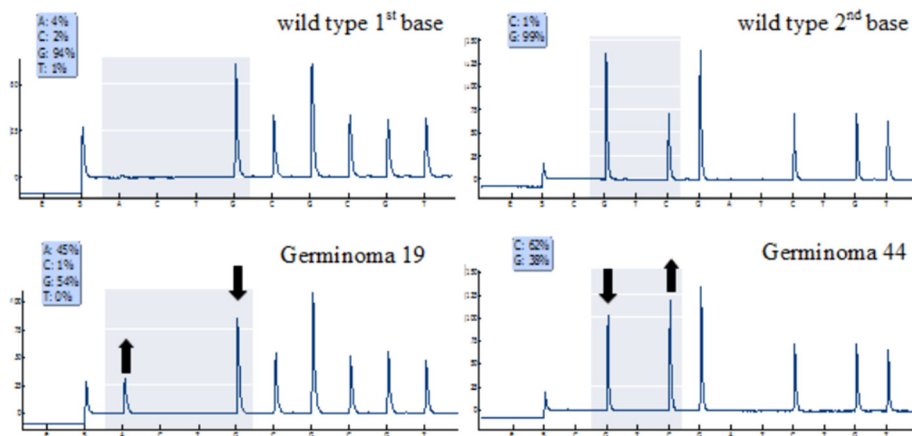 wild type 1st base
A: 4%
C: 2%
G: 94%
T: 1%
E S A C T G C G C G T
wild type 2nd base
C: 1%
G: 99%
E S C G T C G A T C T G T
Germinoma 19
A: 45%
C: 1%
G: 54%
T: 0%
E S A C T G C G C G T
Germinoma 44
C: 62%
G: 38%
E S C G T C G A T C T G T